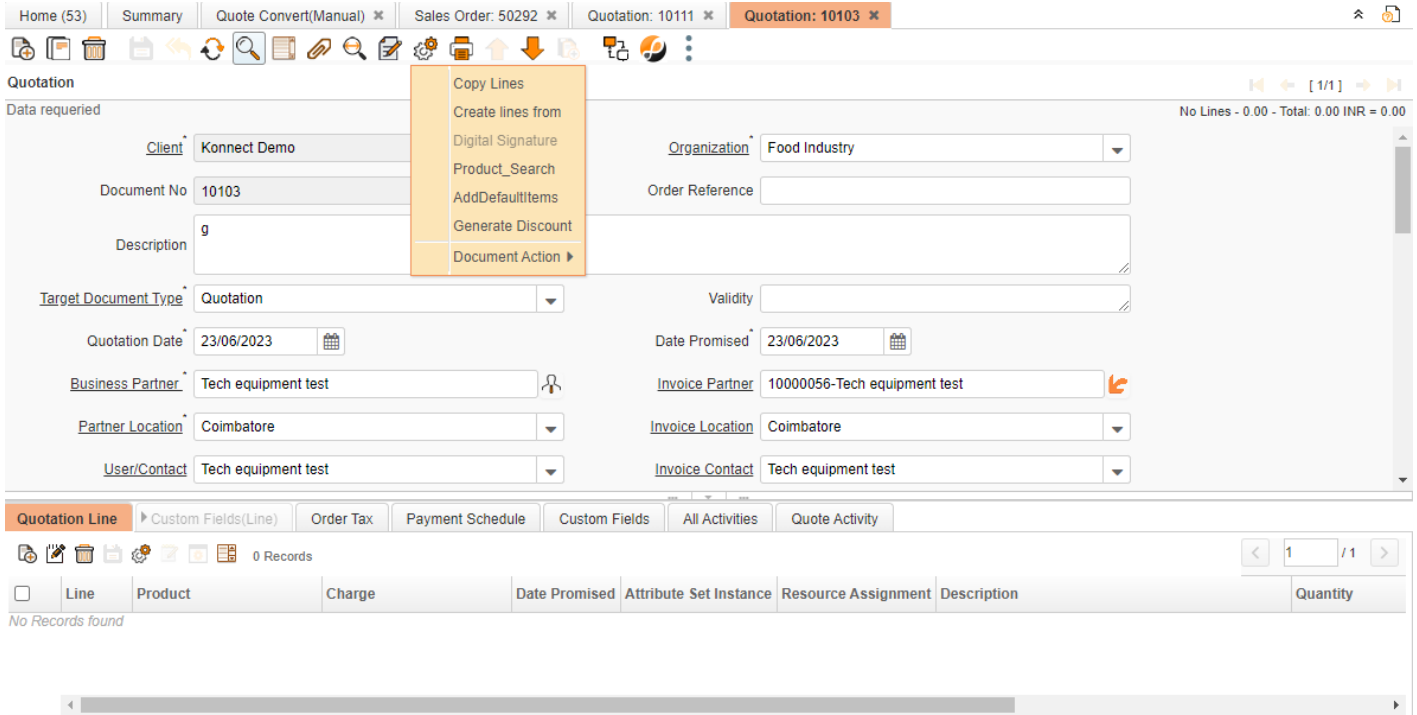 Home (53) Summary Quote Convert(Manual) Sales Order: 50292 Quotation: 10111 Quotation: 10103
Quotation [ 1/1 ]
Data requeried No Lines - 0.00 - Total: 0.00 INR = 0.00
Copy Lines
Create lines from
Digital Signature
Product_Search
AddDefaultItems
Generate Discount
Document Action
Client* Konnect Demo Organization* Food Industry
Document No 10103 Order Reference
Description g
Target Document Type* Quotation Validity
Quotation Date* 23/06/2023 Date Promised* 23/06/2023
Business Partner* Tech equipment test Invoice Partner 10000056-Tech equipment test
Partner Location* Coimbatore Invoice Location Coimbatore
User/Contact Tech equipment test Invoice Contact Tech equipment test
Quotation Line Custom Fields(Line) Order Tax Payment Schedule Custom Fields All Activities Quote Activity
0 Records 1 / 1
Line Product Charge Date Promised Attribute Set Instance Resource Assignment Description Quantity
No Records found